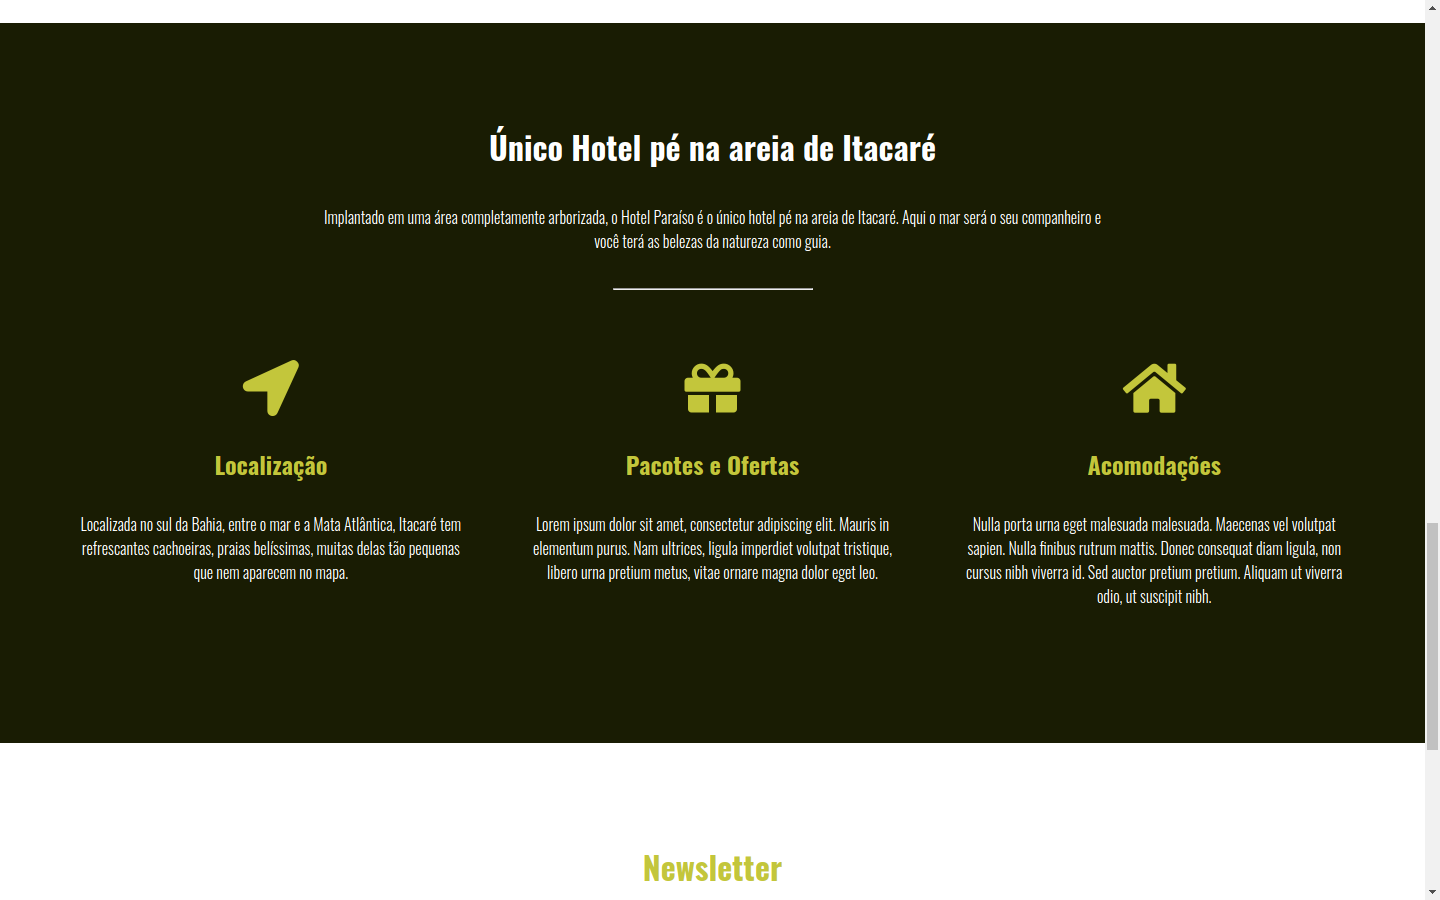 Único Hotel pé na areia de Itacaré
Implantado em uma área completamente arborizada, o Hotel Paraíso é o único hotel pé na areia de Itacaré. Aqui o mar será o seu companheiro e
você terá as belezas da natureza como guia.
Localização
Localizada no sul da Bahia, entre o mar e a Mata Atlântica, Itacaré tem
refrescantes cachoeiras, praias belíssimas, muitas delas tão pequenas
que nem aparecem no mapa.
Pacotes e Ofertas
Lorem ipsum dolor sit amet, consectetur adipiscing elit. Mauris in
elementum purus. Nam ultrices, ligula imperdiet volutpat tristique,
libero urna pretium metus, vitae ornare magna dolor eget leo.
Acomodações
Nulla porta urna eget malesuada malesuada. Maecenas vel volutpat
sapien. Nulla finibus rutrum mattis. Donec consequat diam ligula, non
cursus nibh viverra id. Sed auctor pretium pretium. Aliquam ut viverra
odio, ut suscipit nibh.
Newsletter